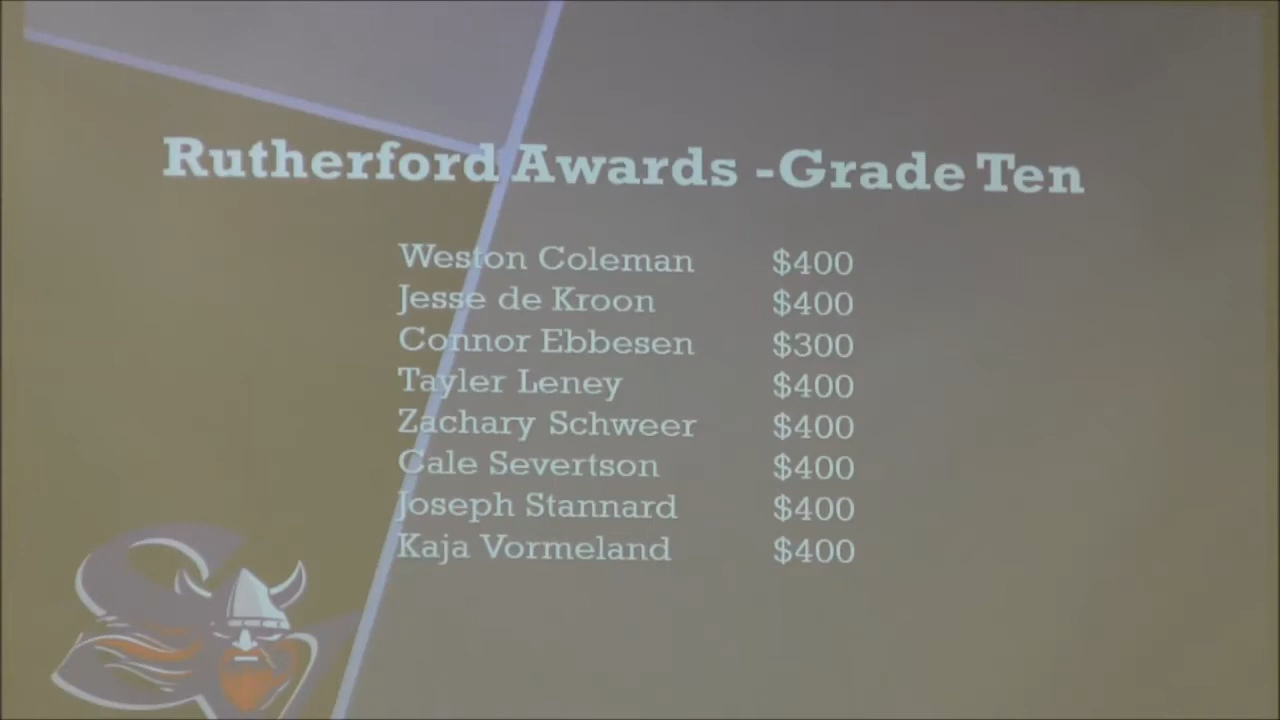 Rutherford Awards -Grade Ten
Weston Coleman $400
Jesse de Kroon $400
Connor Ebbesen $300
Tayler Leney $400
Zachary Schweer $400
Cale Severtson $400
Joseph Stannard $400
Kaja Vormeland $400